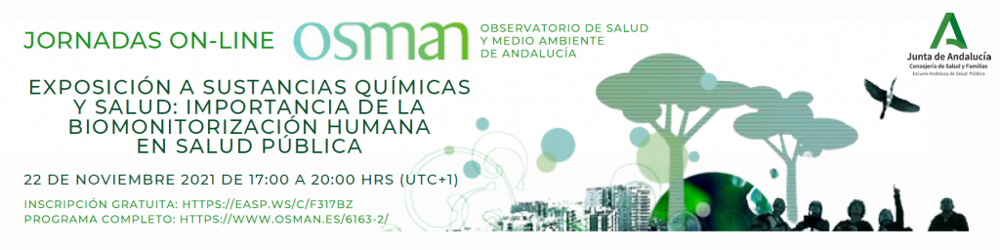 JORNADAS ON-LINE
osman
OBSERVATORIO DE SALUD
Y MEDIO AMBIENTE
DE ANDALUCÍA
Junta de Andalucía
Consejería de Salud y Familias
Escuela Andaluza de Salud Pública
EXPOSICIÓN A SUSTANCIAS QUÍMICAS
Y SALUD: IMPORTANCIA DE LA
BIOMONITORIZACIÓN HUMANA
EN SALUD PÚBLICA
22 DE NOVIEMBRE 2021 DE 17:00 A 20:00 HRS (UTC+1)
INSCRIPCIÓN GRATUITA: HTTPS://EASP.WS/C/F317BZ
PROGRAMA COMPLETO: HTTPS://WWW.OSMAN.ES/6163-2/